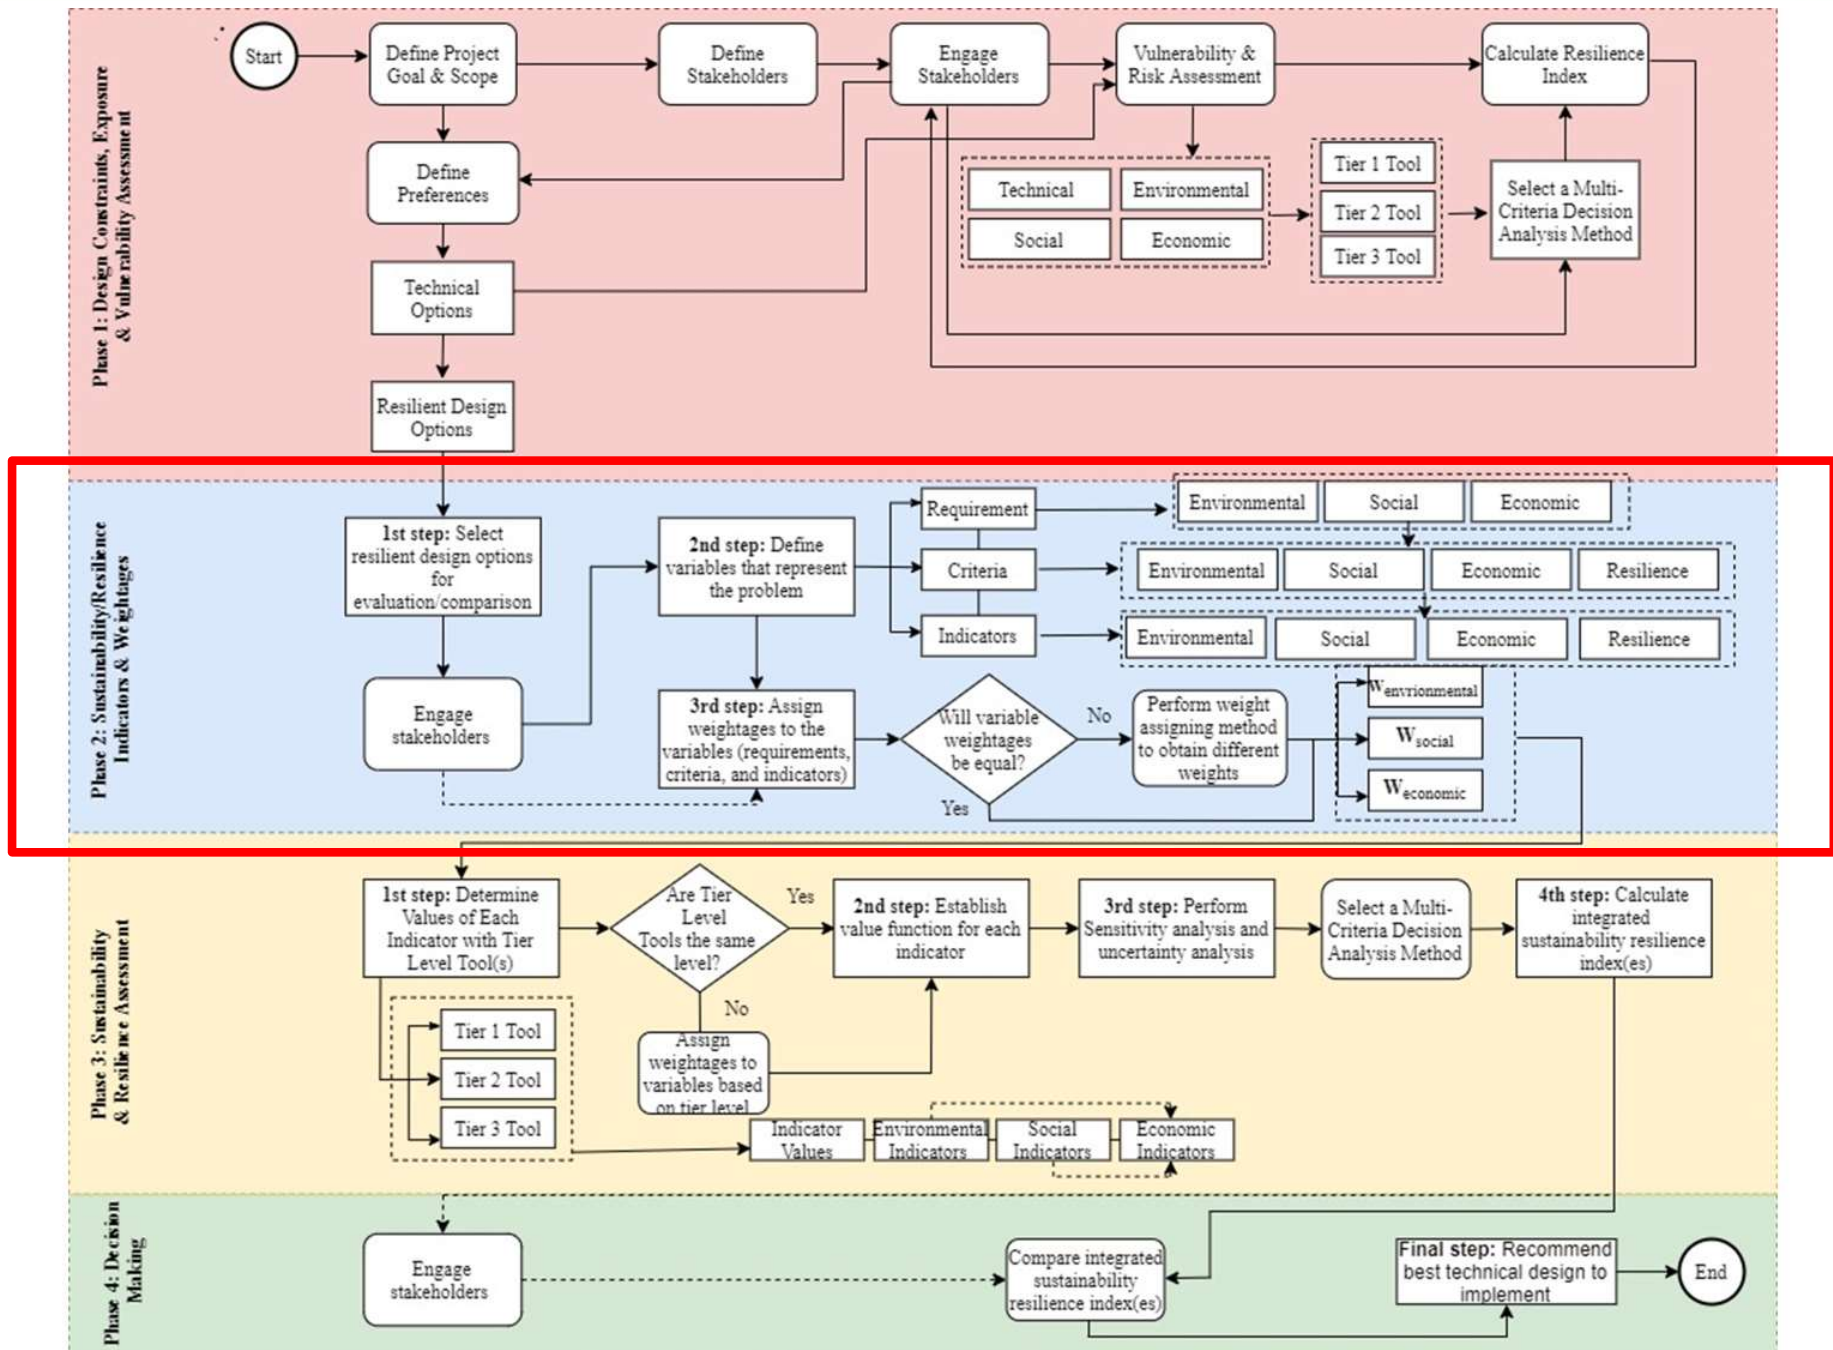 Phase 1: Design Constraints, Exposure
& Vulnerability Assessment
Start
Define Project
Goal & Scope
Define
Stakeholders
Engage
Stakeholders
Vulnerability &
Risk Assessment
Calculate Resilience
Index
Define
Preferences
Technical
Environmental
Social
Economic
Tier 1 Tool
Tier 2 Tool
Tier 3 Tool
Select a Multi-
Criteria Decision
Analysis Method
Technical
Options
Resilient Design
Options
Phase 2: Sustainability/Resilience
Indicators & Weightages
1st step: Select
resilient design options
for
evaluation/comparison
2nd step: Define
variables that represent
the problem
Requirement
Criteria
Indicators
Environmental
Social
Economic
Environmental
Social
Economic
Resilience
Environmental
Social
Economic
Resilience
Engage
stakeholders
3rd step: Assign
weightages to the
variables (requirements,
criteria, and indicators)
Will variable
weightages
be equal?
No
Yes
Perform weight
assigning method
to obtain different
weights
Wenvrionmental
Wsocial
Weconomic
Phase 3: Sustainability
& Resilience Assessment
1st step: Determine
Values of Each
Indicator with Tier
Level Tool(s)
Are Tier
Level
Tools the same
level?
Yes
No
2nd step: Establish
value function for each
indicator
3rd step: Perform
Sensitivity analysis and
uncertainty analysis
Select a Multi-
Criteria Decision
Analysis Method
4th step: Calculate
integrated
sustainability resilience
index(es)
Tier 1 Tool
Tier 2 Tool
Tier 3 Tool
Assign
weightages to
variables based
on tier level
Indicator
Values
Environmental
Indicators
Social
Indicators
Economic
Indicators
Phase 4: Decision
Making
Engage
stakeholders
Compare integrated
sustainability
resilience index(es)
Final step: Recommend
best technical design to
implement
End